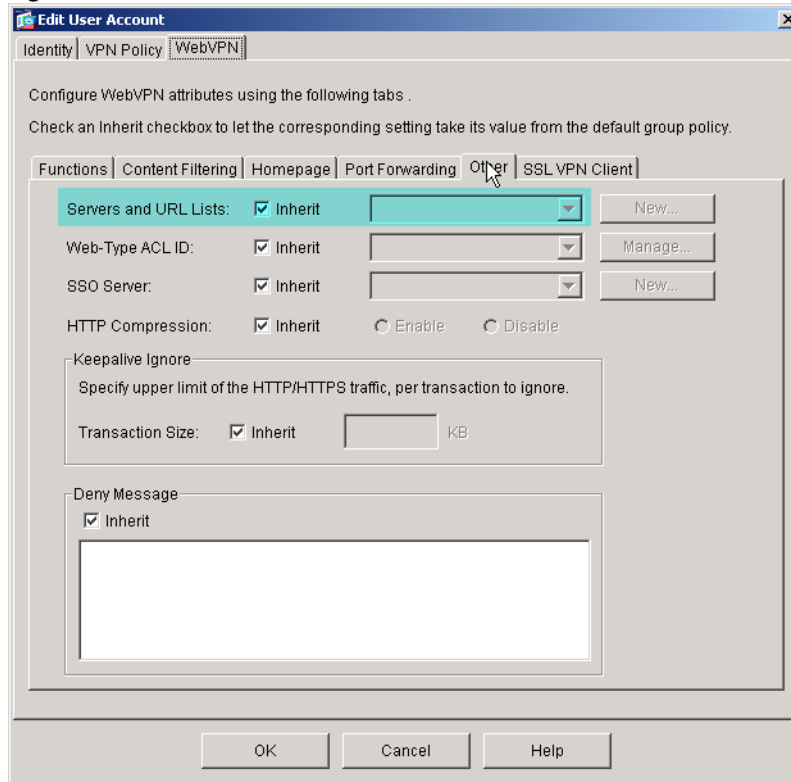 Edit User Account
Identity VPN Policy WebVPN
Configure WebVPN attributes using the following tabs .
Check an Inherit checkbox to let the corresponding setting take its value from the default group policy.
Functions Content Filtering Homepage Port Forwarding Other SSL VPN Client
Servers and URL Lists: Inherit New...
Web-Type ACL ID: Inherit Manage...
SSO Server: Inherit New...
HTTP Compression: Inherit Enable Disable
Keepalive Ignore
Specify upper limit of the HTTP/HTTPS traffic, per transaction to ignore.
Transaction Size: Inherit KB
Deny Message
Inherit
OK Cancel Help